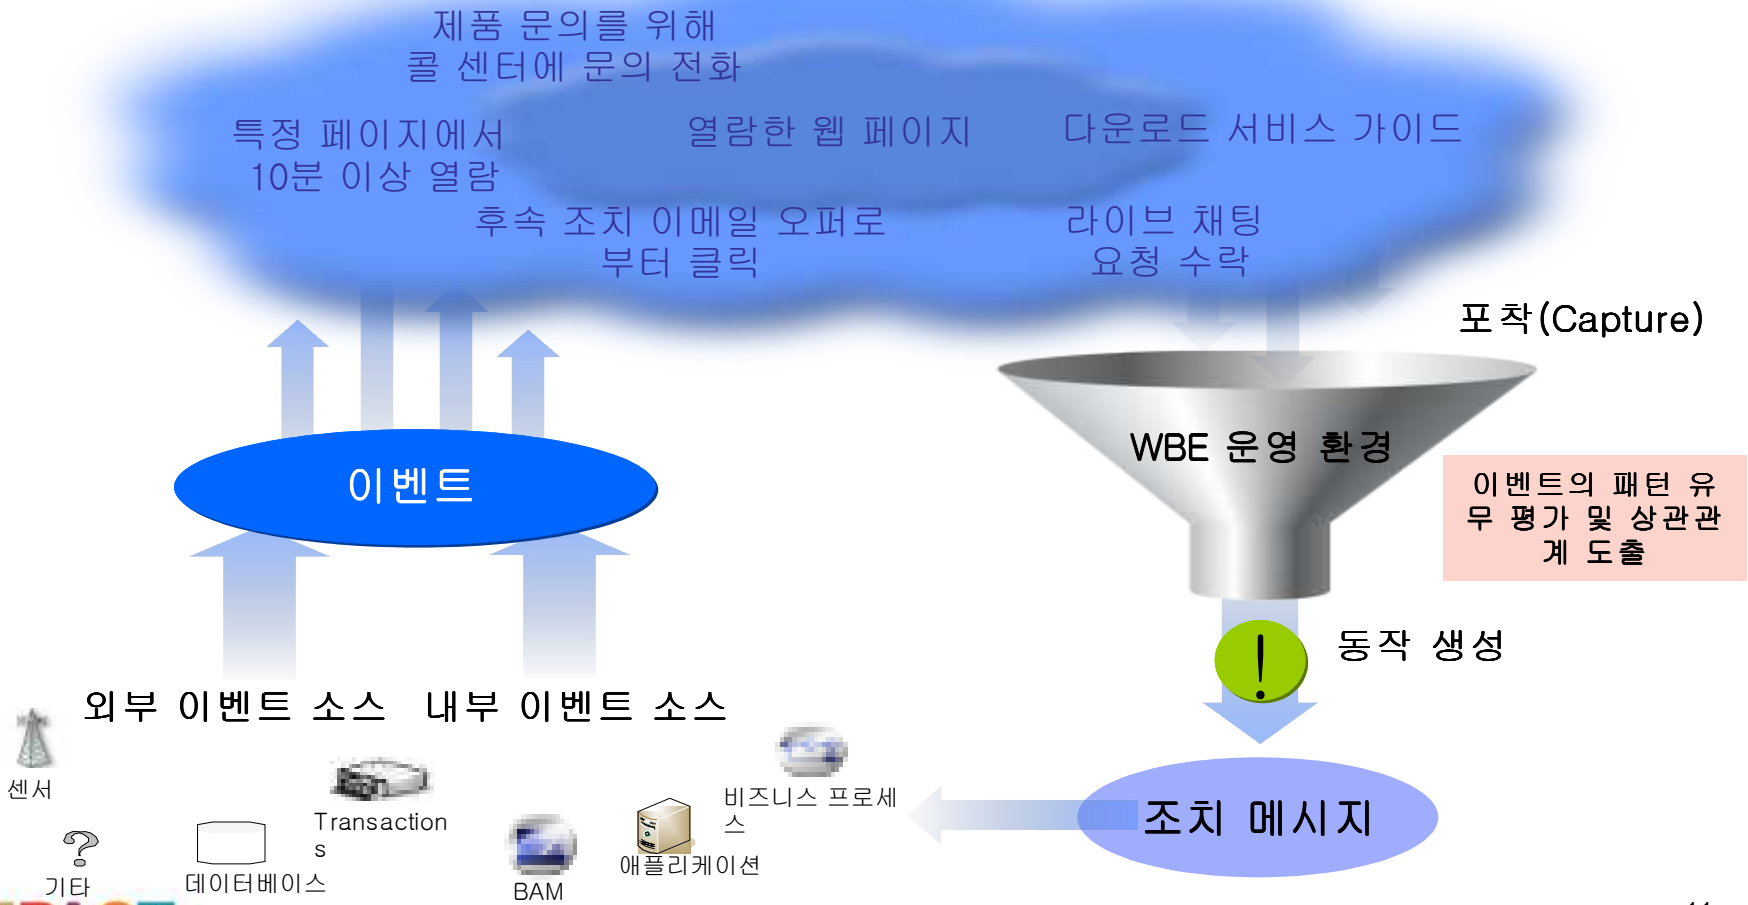 제품 문의를 위해
콜 센터에 문의 전화
특정 페이지에서
10분 이상 열람
열람한 웹 페이지
다운로드 서비스 가이드
후속 조치 이메일 오퍼로
부터 클릭
라이브 채팅
요청 수락
포착(Capture)
WBE 운영 환경
이벤트
이벤트의 패턴 유
무 평가 및 상관관
계 도출
동작 생성
외부 이벤트 소스
내부 이벤트 소스
센서
Transaction
s
비즈니스 프로세
스
조치 메시지
기타
데이터베이스
BAM
애플리케이션